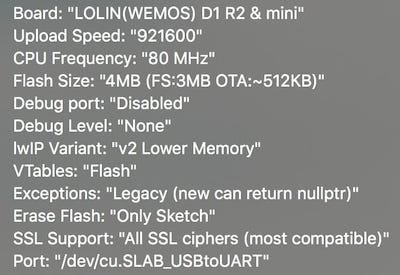 Board: "LOLIN(WEMOS) D1 R2 & mini"
Upload Speed: "921600"
CPU Frequency: "80 MHz"
Flash Size: "4MB (FS:3MB OTA:~512KB)"
Debug port: "Disabled"
Debug Level: "None"
lwIP Variant: "v2 Lower Memory"
VTables: "Flash"
Exceptions: "Legacy (new can return nullptr)"
Erase Flash: "Only Sketch"
SSL Support: "All SSL ciphers (most compatible)"
Port: "/dev/cu.SLAB_USBtoUART"